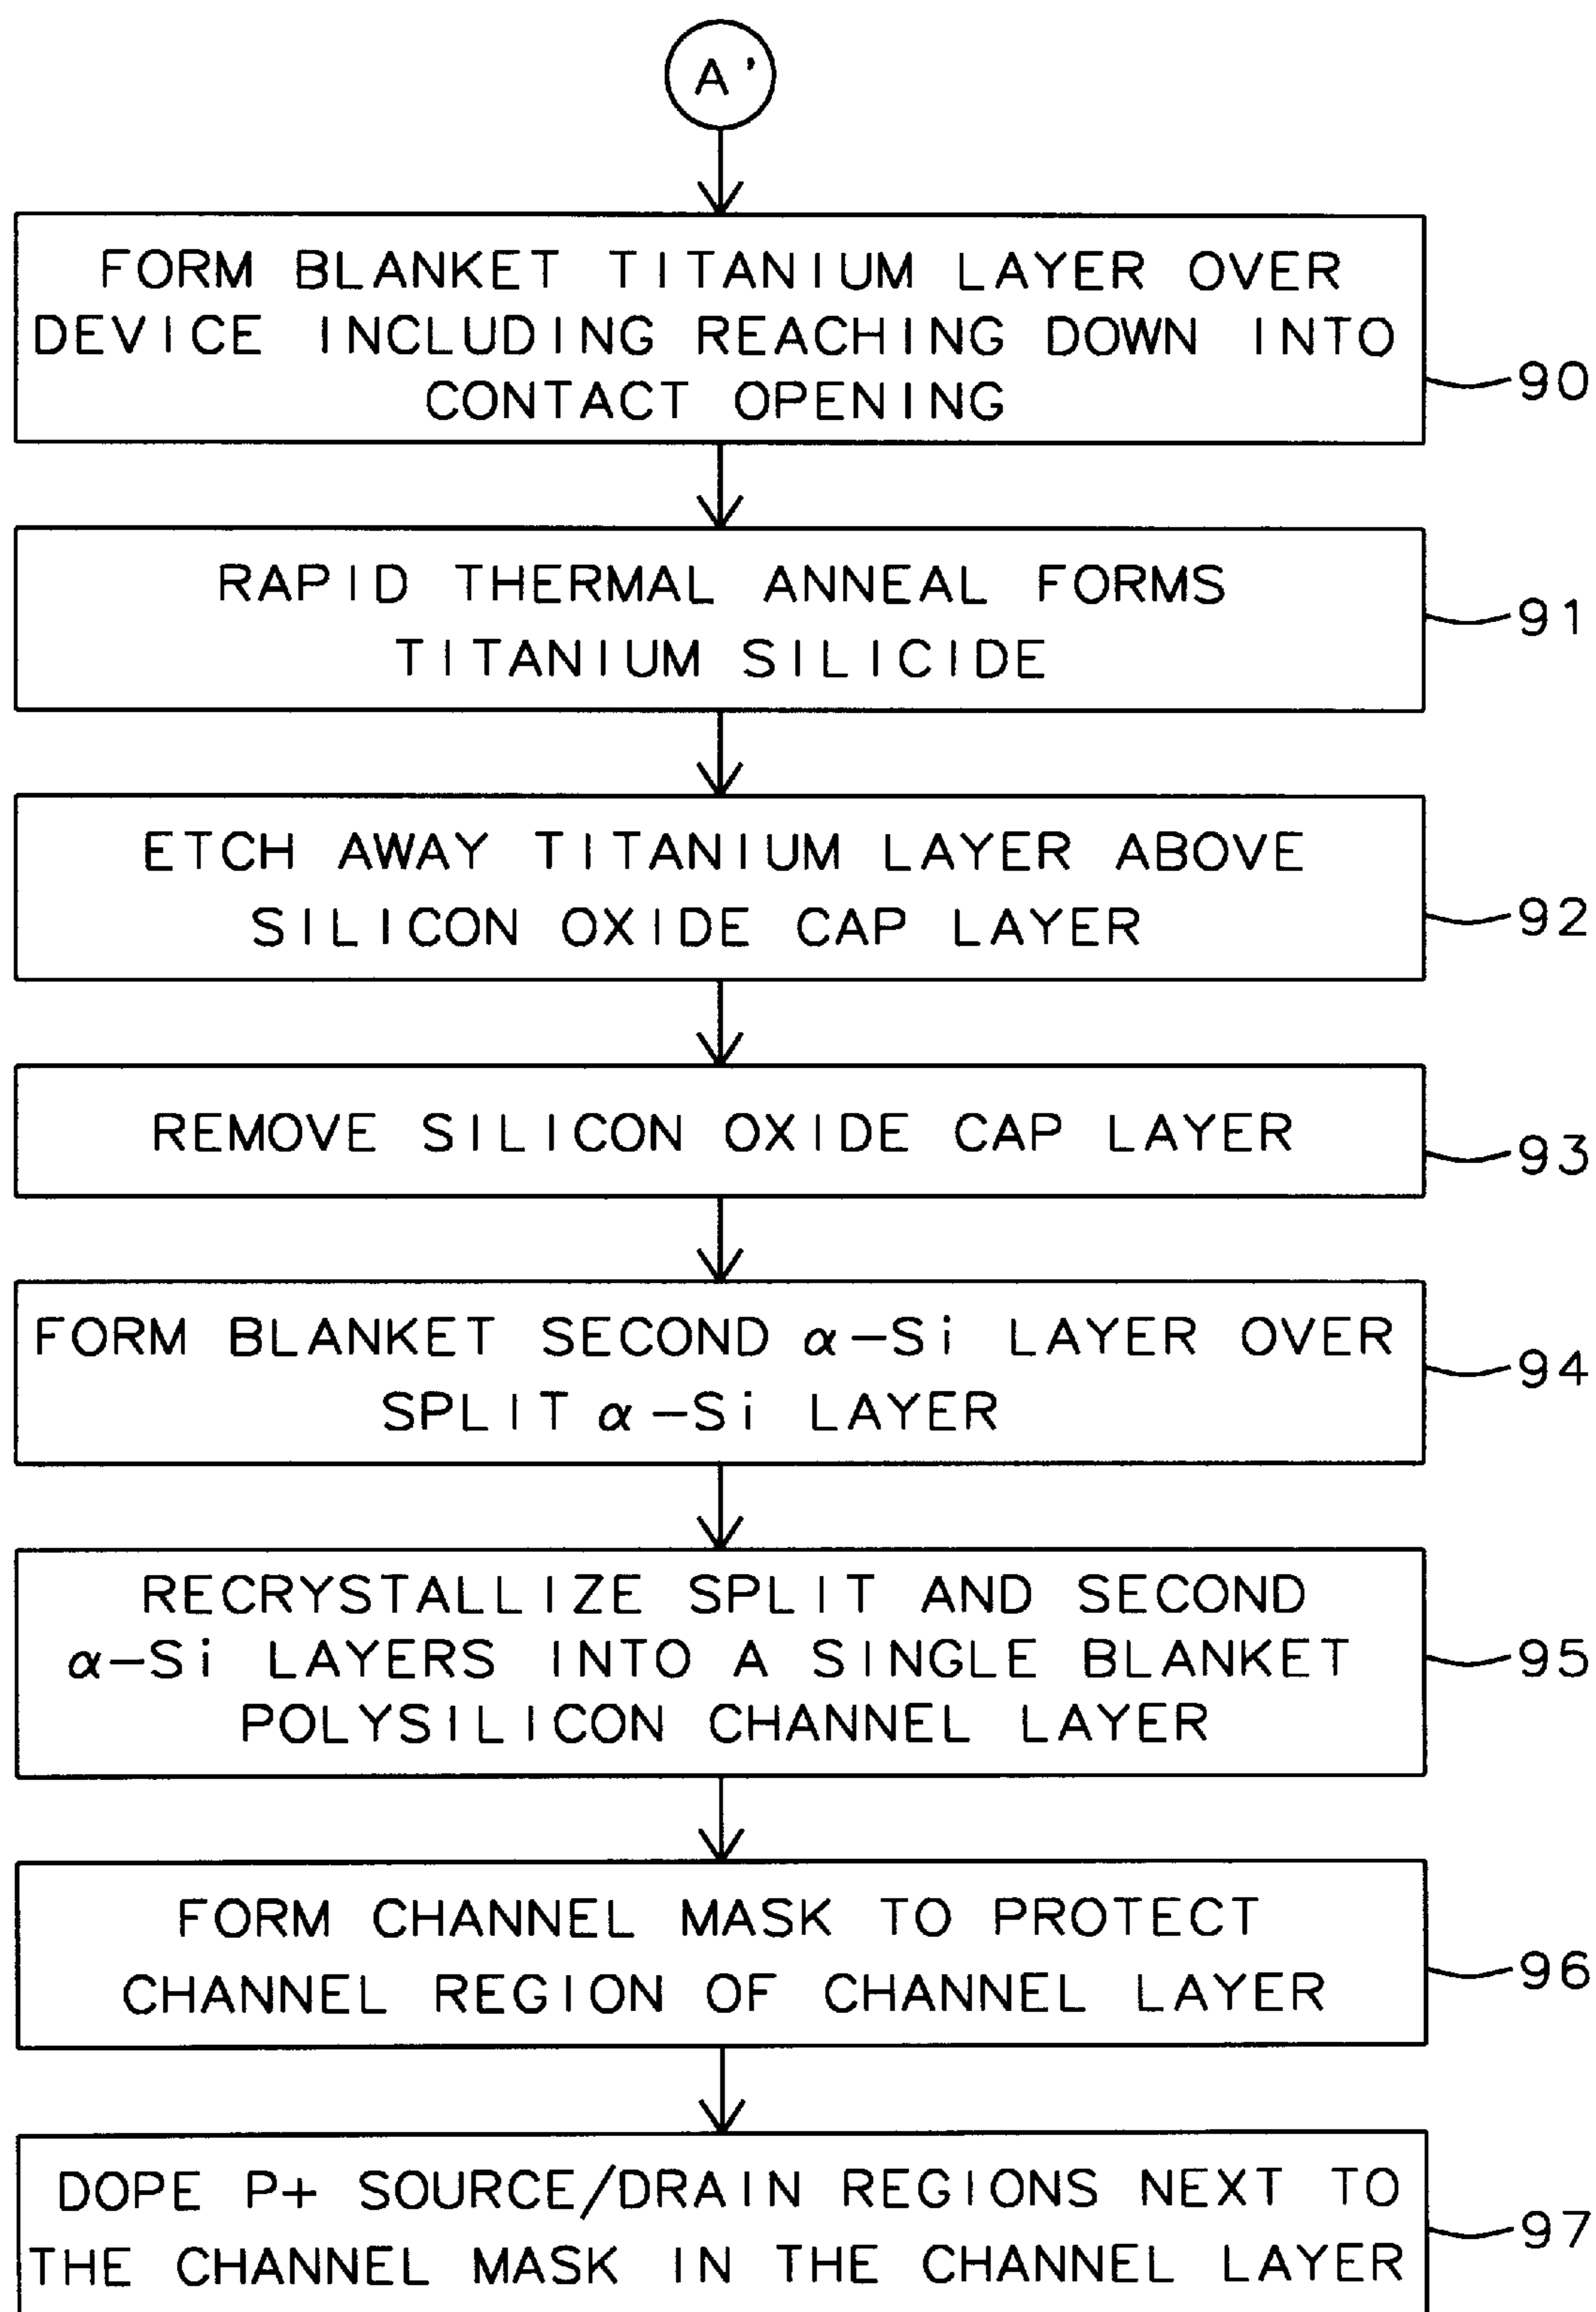 A'
FORM BLANKET TITANIUM LAYER OVER
DEVICE INCLUDING REACHING DOWN INTO
CONTACT OPENING
90
RAPID THERMAL ANNEAL FORMS
TITANIUM SILICIDE
91
ETCH AWAY TITANIUM LAYER ABOVE
SILICON OXIDE CAP LAYER
92
REMOVE SILICON OXIDE CAP LAYER
93
FORM BLANKET SECOND α-Si LAYER OVER
SPLIT α-Si LAYER
94
RECRYSTALLIZE SPLIT AND SECOND
α-Si LAYERS INTO A SINGLE BLANKET
POLYSILICON CHANNEL LAYER
95
FORM CHANNEL MASK TO PROTECT
CHANNEL REGION OF CHANNEL LAYER
96
DOPE P+ SOURCE/DRAIN REGIONS NEXT TO
THE CHANNEL MASK IN THE CHANNEL LAYER
97